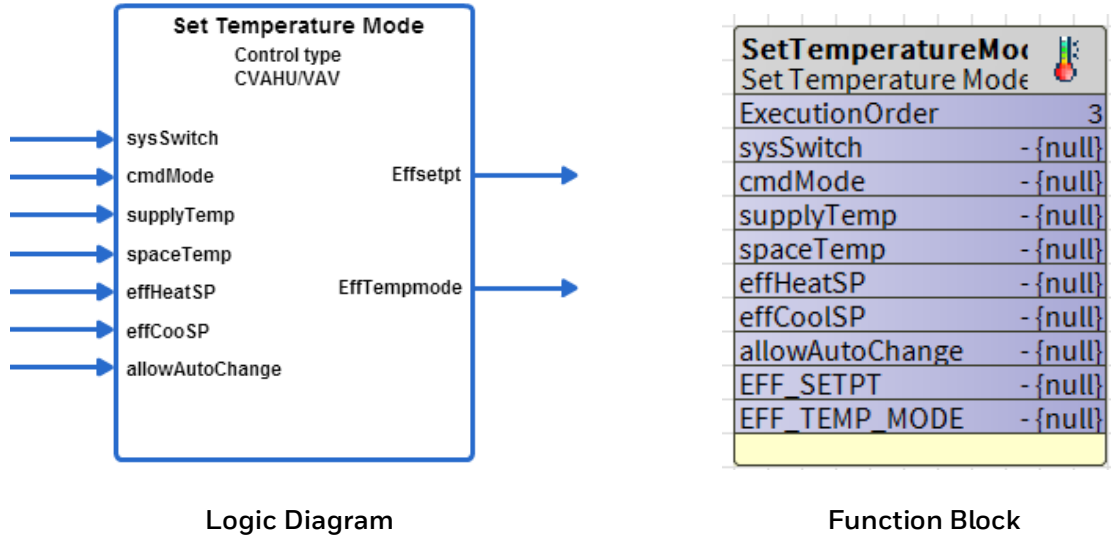 Set Temperature Mode
Control type
CVAHU/VAV
sysSwitch
cmdMode
supplyTemp
spaceTemp
effHeatSP
effCooSP
allowAutoChange
Effsetpt
EffTempmode
Logic Diagram
SetTemperatureMo
Set Temperature Mode
ExecutionOrder 3
sysSwitch - {null}
cmdMode - {null}
supplyTemp - {null}
spaceTemp - {null}
effHeatSP - {null}
effCoolSP - {null}
allowAutoChange - {null}
EFF_SETPT - {null}
EFF_TEMP_MODE - {null}
Function Block